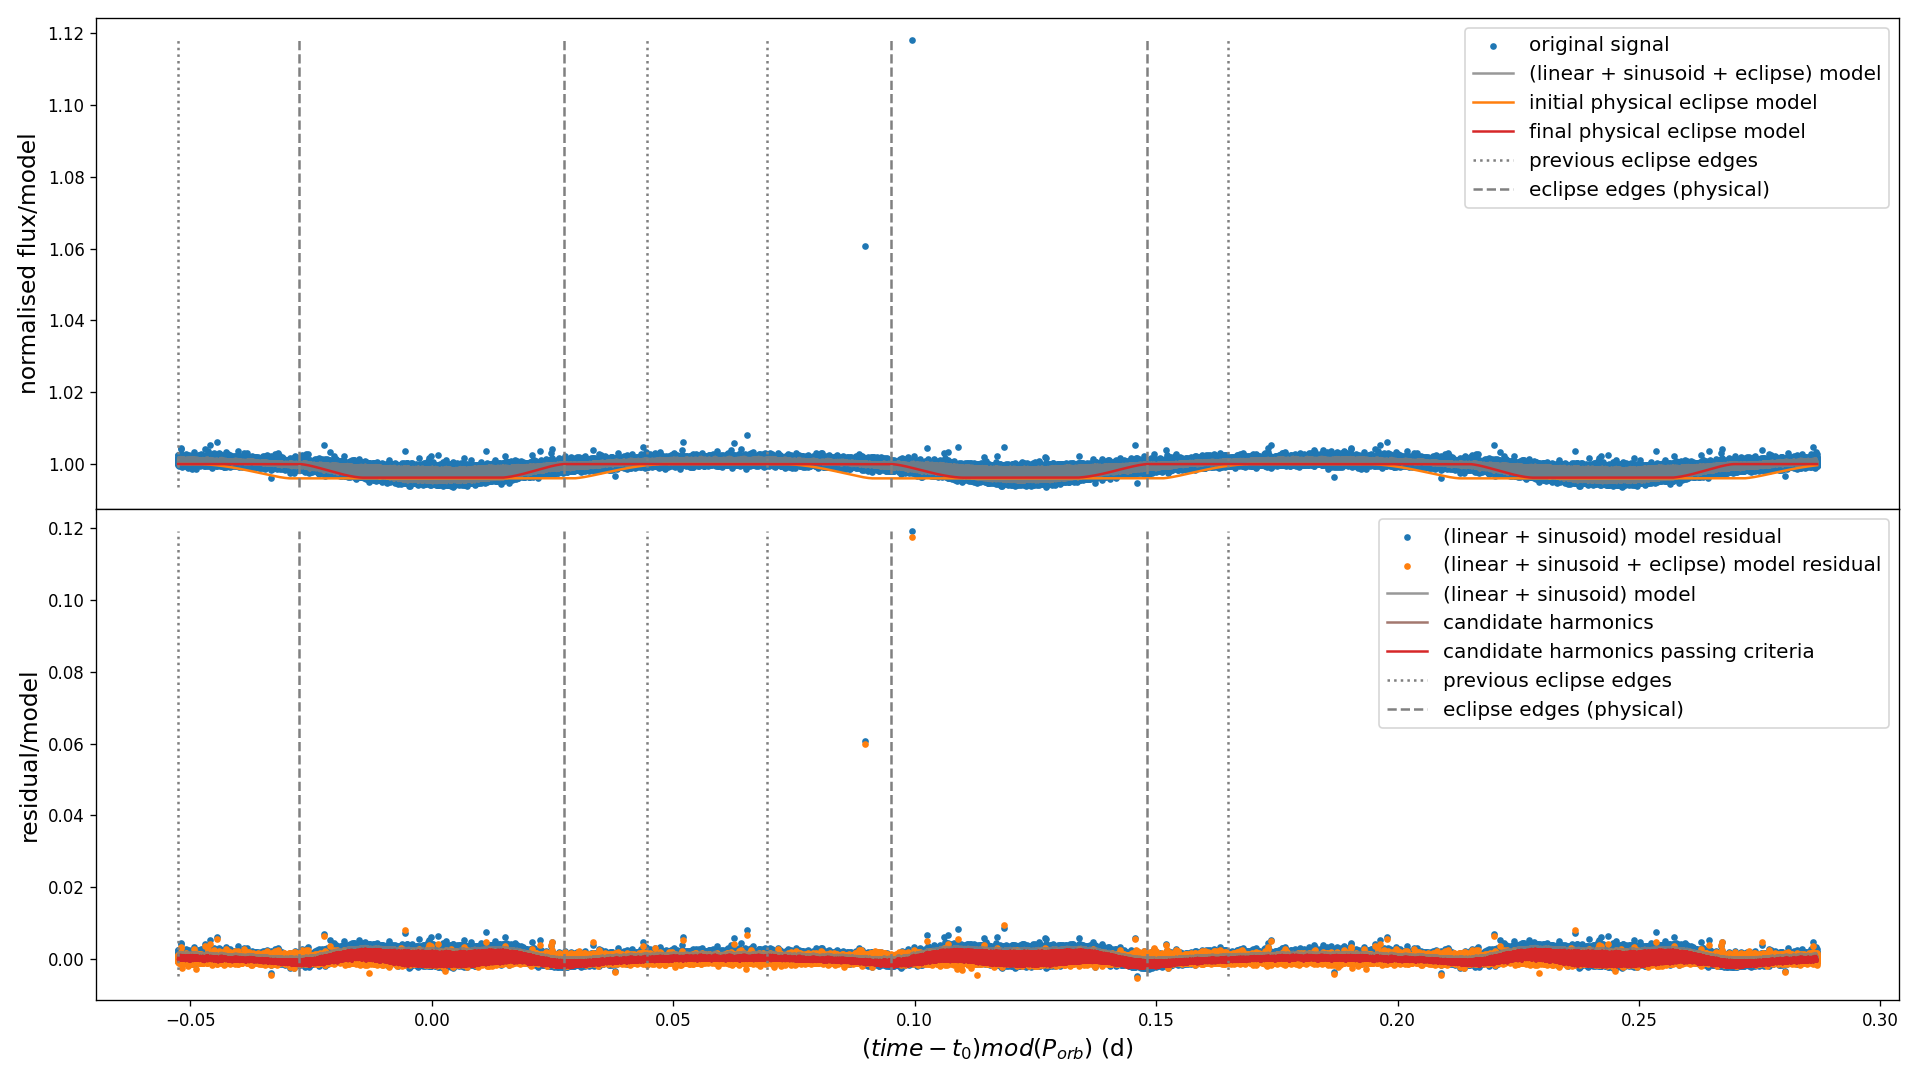 1.12
1.10
1.08
1.06
1.04
1.02
1.00
normalised flux/model
original signal
(linear + sinusoid + eclipse) model
initial physical eclipse model
final physical eclipse model
previous eclipse edges
eclipse edges (physical)
0.12
0.10
0.08
0.06
0.04
0.02
0.00
residual/model
(linear + sinusoid) model residual
(linear + sinusoid + eclipse) model residual
(linear + sinusoid) model
candidate harmonics
candidate harmonics passing criteria
previous eclipse edges
eclipse edges (physical)
−0.05 0.00 0.05 0.10 0.15 0.20 0.25 0.30
(time − t₀)mod(P_orb) (d)